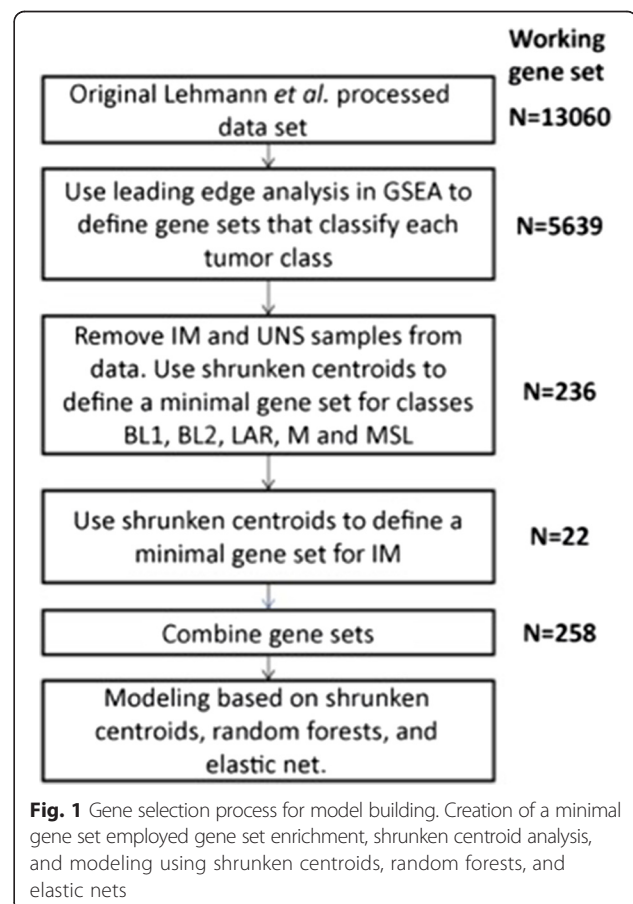 Working
gene set
Original Lehmann et al. processed
data set
N=13060
Use leading edge analysis in GSEA to
define gene sets that classify each
tumor class
N=5639
Remove IM and UNS samples from
data. Use shrunken centroids to
define a minimal gene set for classes
BL1, BL2, LAR, M and MSL
N=236
Use shrunken centroids to define a
minimal gene set for IM
N=22
Combine gene sets
N=258
Modeling based on shrunken
centroids, random forests, and
elastic net.
Fig. 1 Gene selection process for model building. Creation of a minimal
gene set employed gene set enrichment, shrunken centroid analysis,
and modeling using shrunken centroids, random forests, and
elastic nets